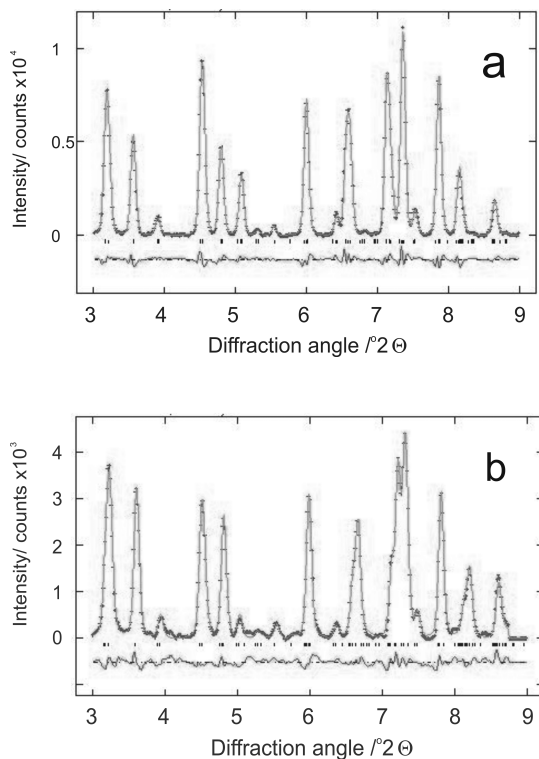 a
Intensity/ counts x10⁴
1
0.5
0
3 4 5 6 7 8 9
Diffraction angle /°2 Θ
b
Intensity/ counts x10³
4
3
2
1
0
3 4 5 6 7 8 9
Diffraction angle /°2 Θ